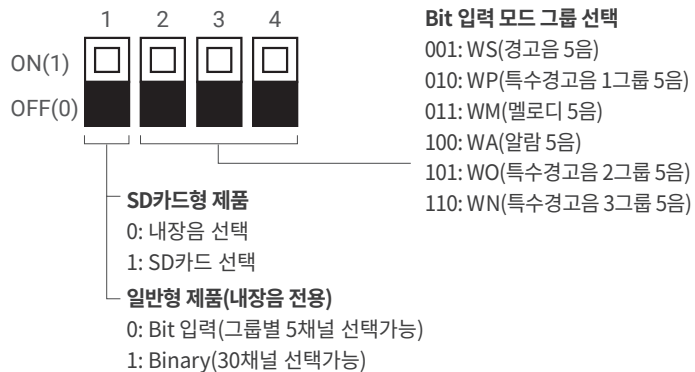 1 2 3 4
ON(1)
OFF(0)
Bit 입력 모드 그룹 선택
001: WS(경고음 5음)
010: WP(특수경고음 1그룹 5음)
011: WM(멜로디 5음)
100: WA(알람 5음)
101: WO(특수경고음 2그룹 5음)
110: WN(특수경고음 3그룹 5음)
SD카드형 제품
0: 내장음 선택
1: SD카드 선택
일반형 제품(내장음 전용)
0: Bit 입력(그룹별 5채널 선택가능)
1: Binary(30채널 선택가능)